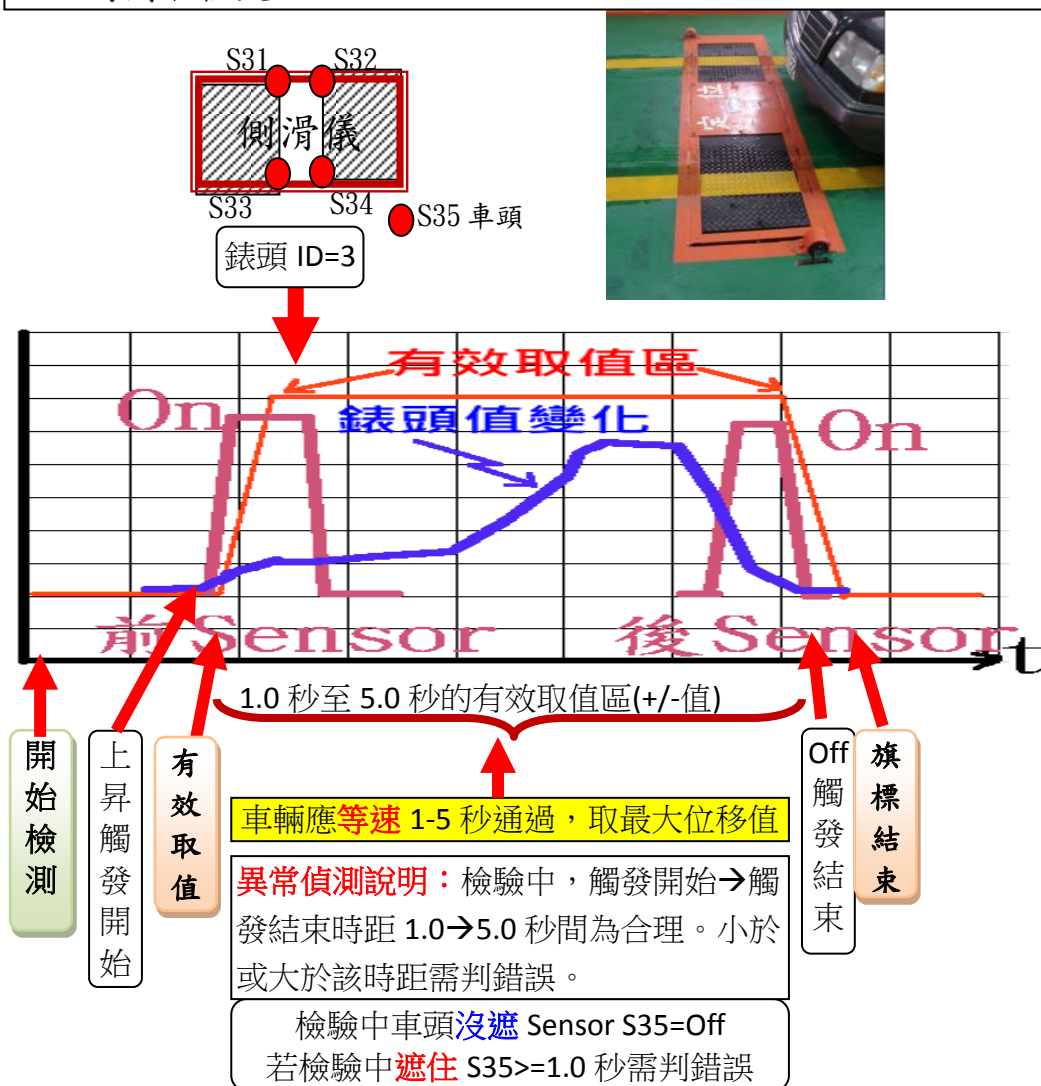 S31 S32
側滑儀
S33 S34
S35 車頭
錶頭 ID=3
定位
有效取值區
On
錶頭值變化
On
前Sensor
後Sensor
t
1.0 秒至 5.0 秒的有效取值區(+/-值)
開始檢測
上昇觸發開始
有效取值
Off觸發結束
旗標結束
車輛應等速 1-5 秒通過，取最大位移值
異常偵測說明：檢驗中，觸發開始→觸
發結束時距 1.0→5.0 秒間為合理。小於
或大於該時距需判錯誤。
檢驗中車頭沒遮 Sensor S35=Off
若檢驗中遮住 S35>=1.0 秒需判錯誤